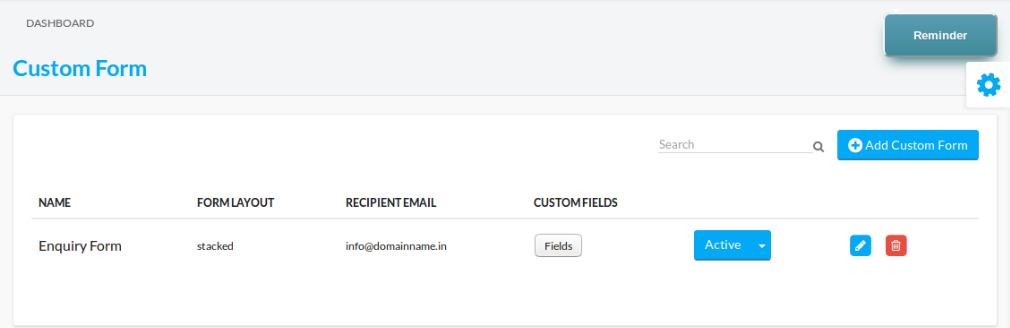 DASHBOARD
Reminder
Custom Form
Search
Add Custom Form
NAME FORM LAYOUT RECIPIENT EMAIL CUSTOM FIELDS
Enquiry Form stacked info@domainname.in Fields Active